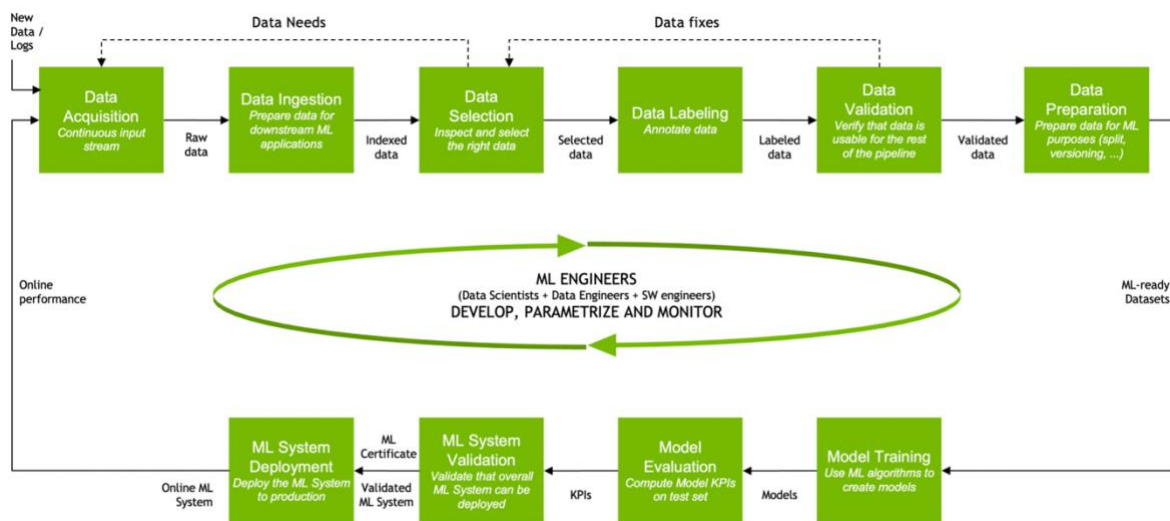 New
Data /
Logs
Data Needs
Data fixes
Data
Acquisition
Continuous input
stream
Raw
data
Data Ingestion
Prepare data for
downstream ML
applications
Indexed
data
Data
Selection
Inspect and select
the right data
Selected
data
Data Labeling
Annotate data
Labeled
data
Data
Validation
Verify that data is
usable for the rest
of the pipeline
Validated
data
Data
Preparation
Prepare data for ML
purposes (split,
versioning, ...)
Online
performance
ML ENGINEERS
(Data Scientists + Data Engineers + SW engineers)
DEVELOP, PARAMETRIZE AND MONITOR
ML-ready
Datasets
Online ML
System
ML System
Deployment
Deploy the ML System
to production
ML
Certificate
Validated
ML System
ML System
Validation
Validate that overall
ML System can be
deployed
KPIs
Model
Evaluation
Compute Model KPIs
on test set
Models
Model Training
Use ML algorithms to
create models